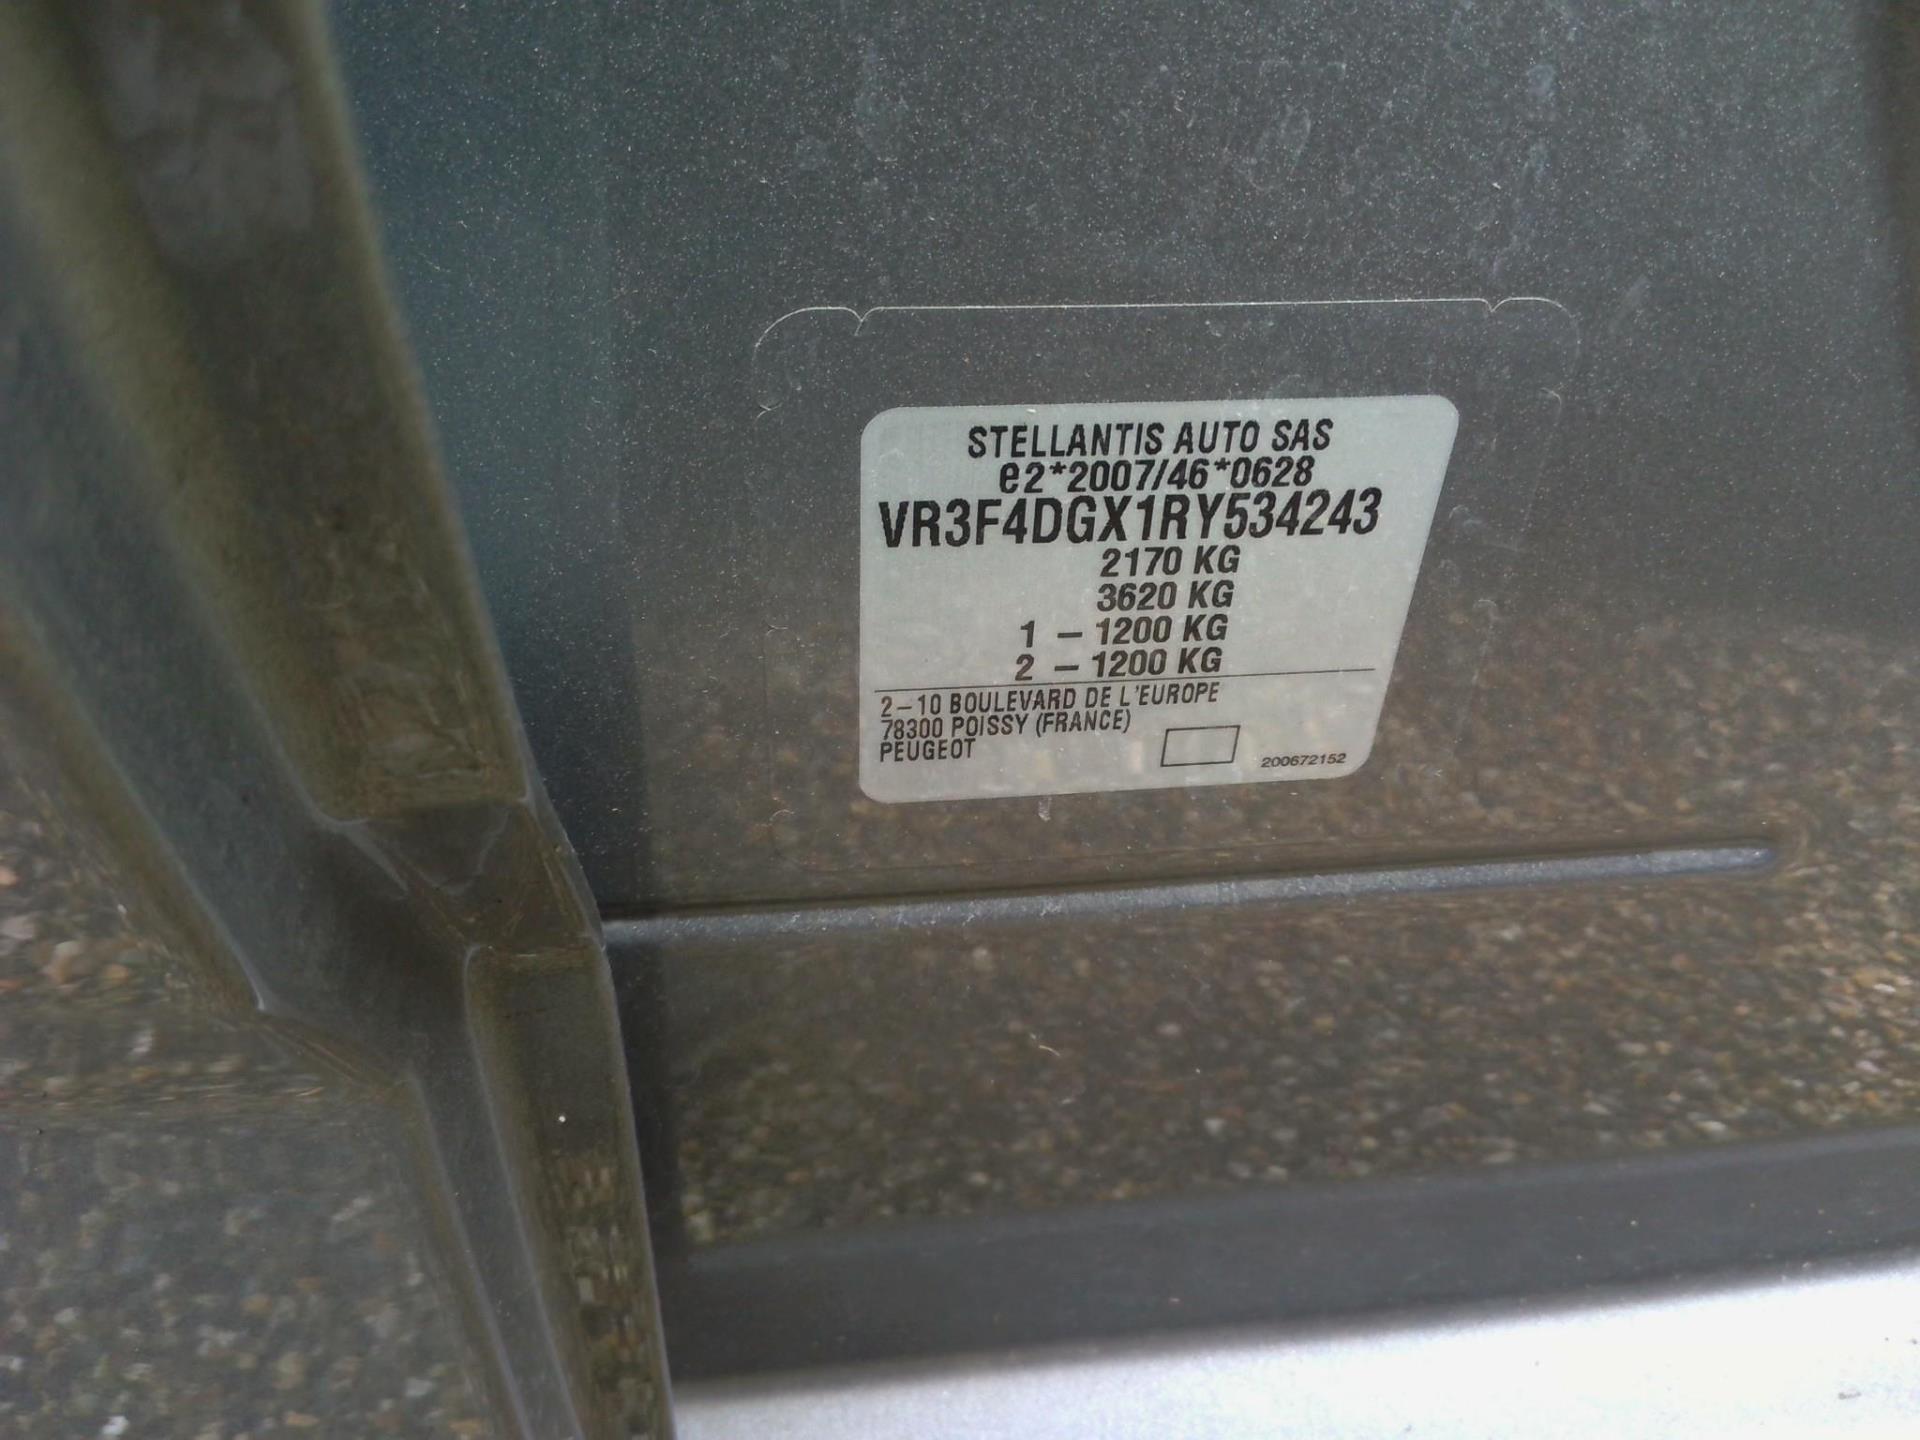 STELLANTIS AUTO SAS
e2*2007/46*0628
VR3F4DGX1RY534243
2170 KG
3620 KG
1 – 1200 KG
2 – 1200 KG
2–10 BOULEVARD DE L'EUROPE
78300 POISSY (FRANCE)
PEUGEOT
200672152